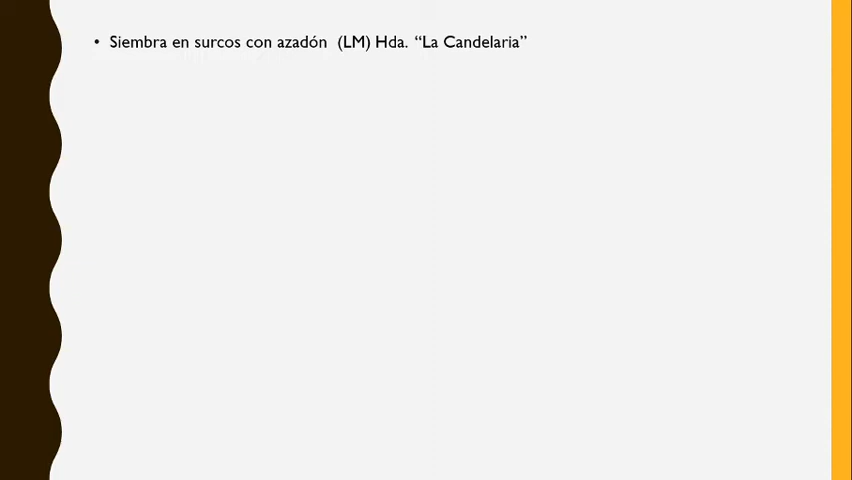 • Siembra en surcos con azadón  (LM) Hda. “La Candelaria”